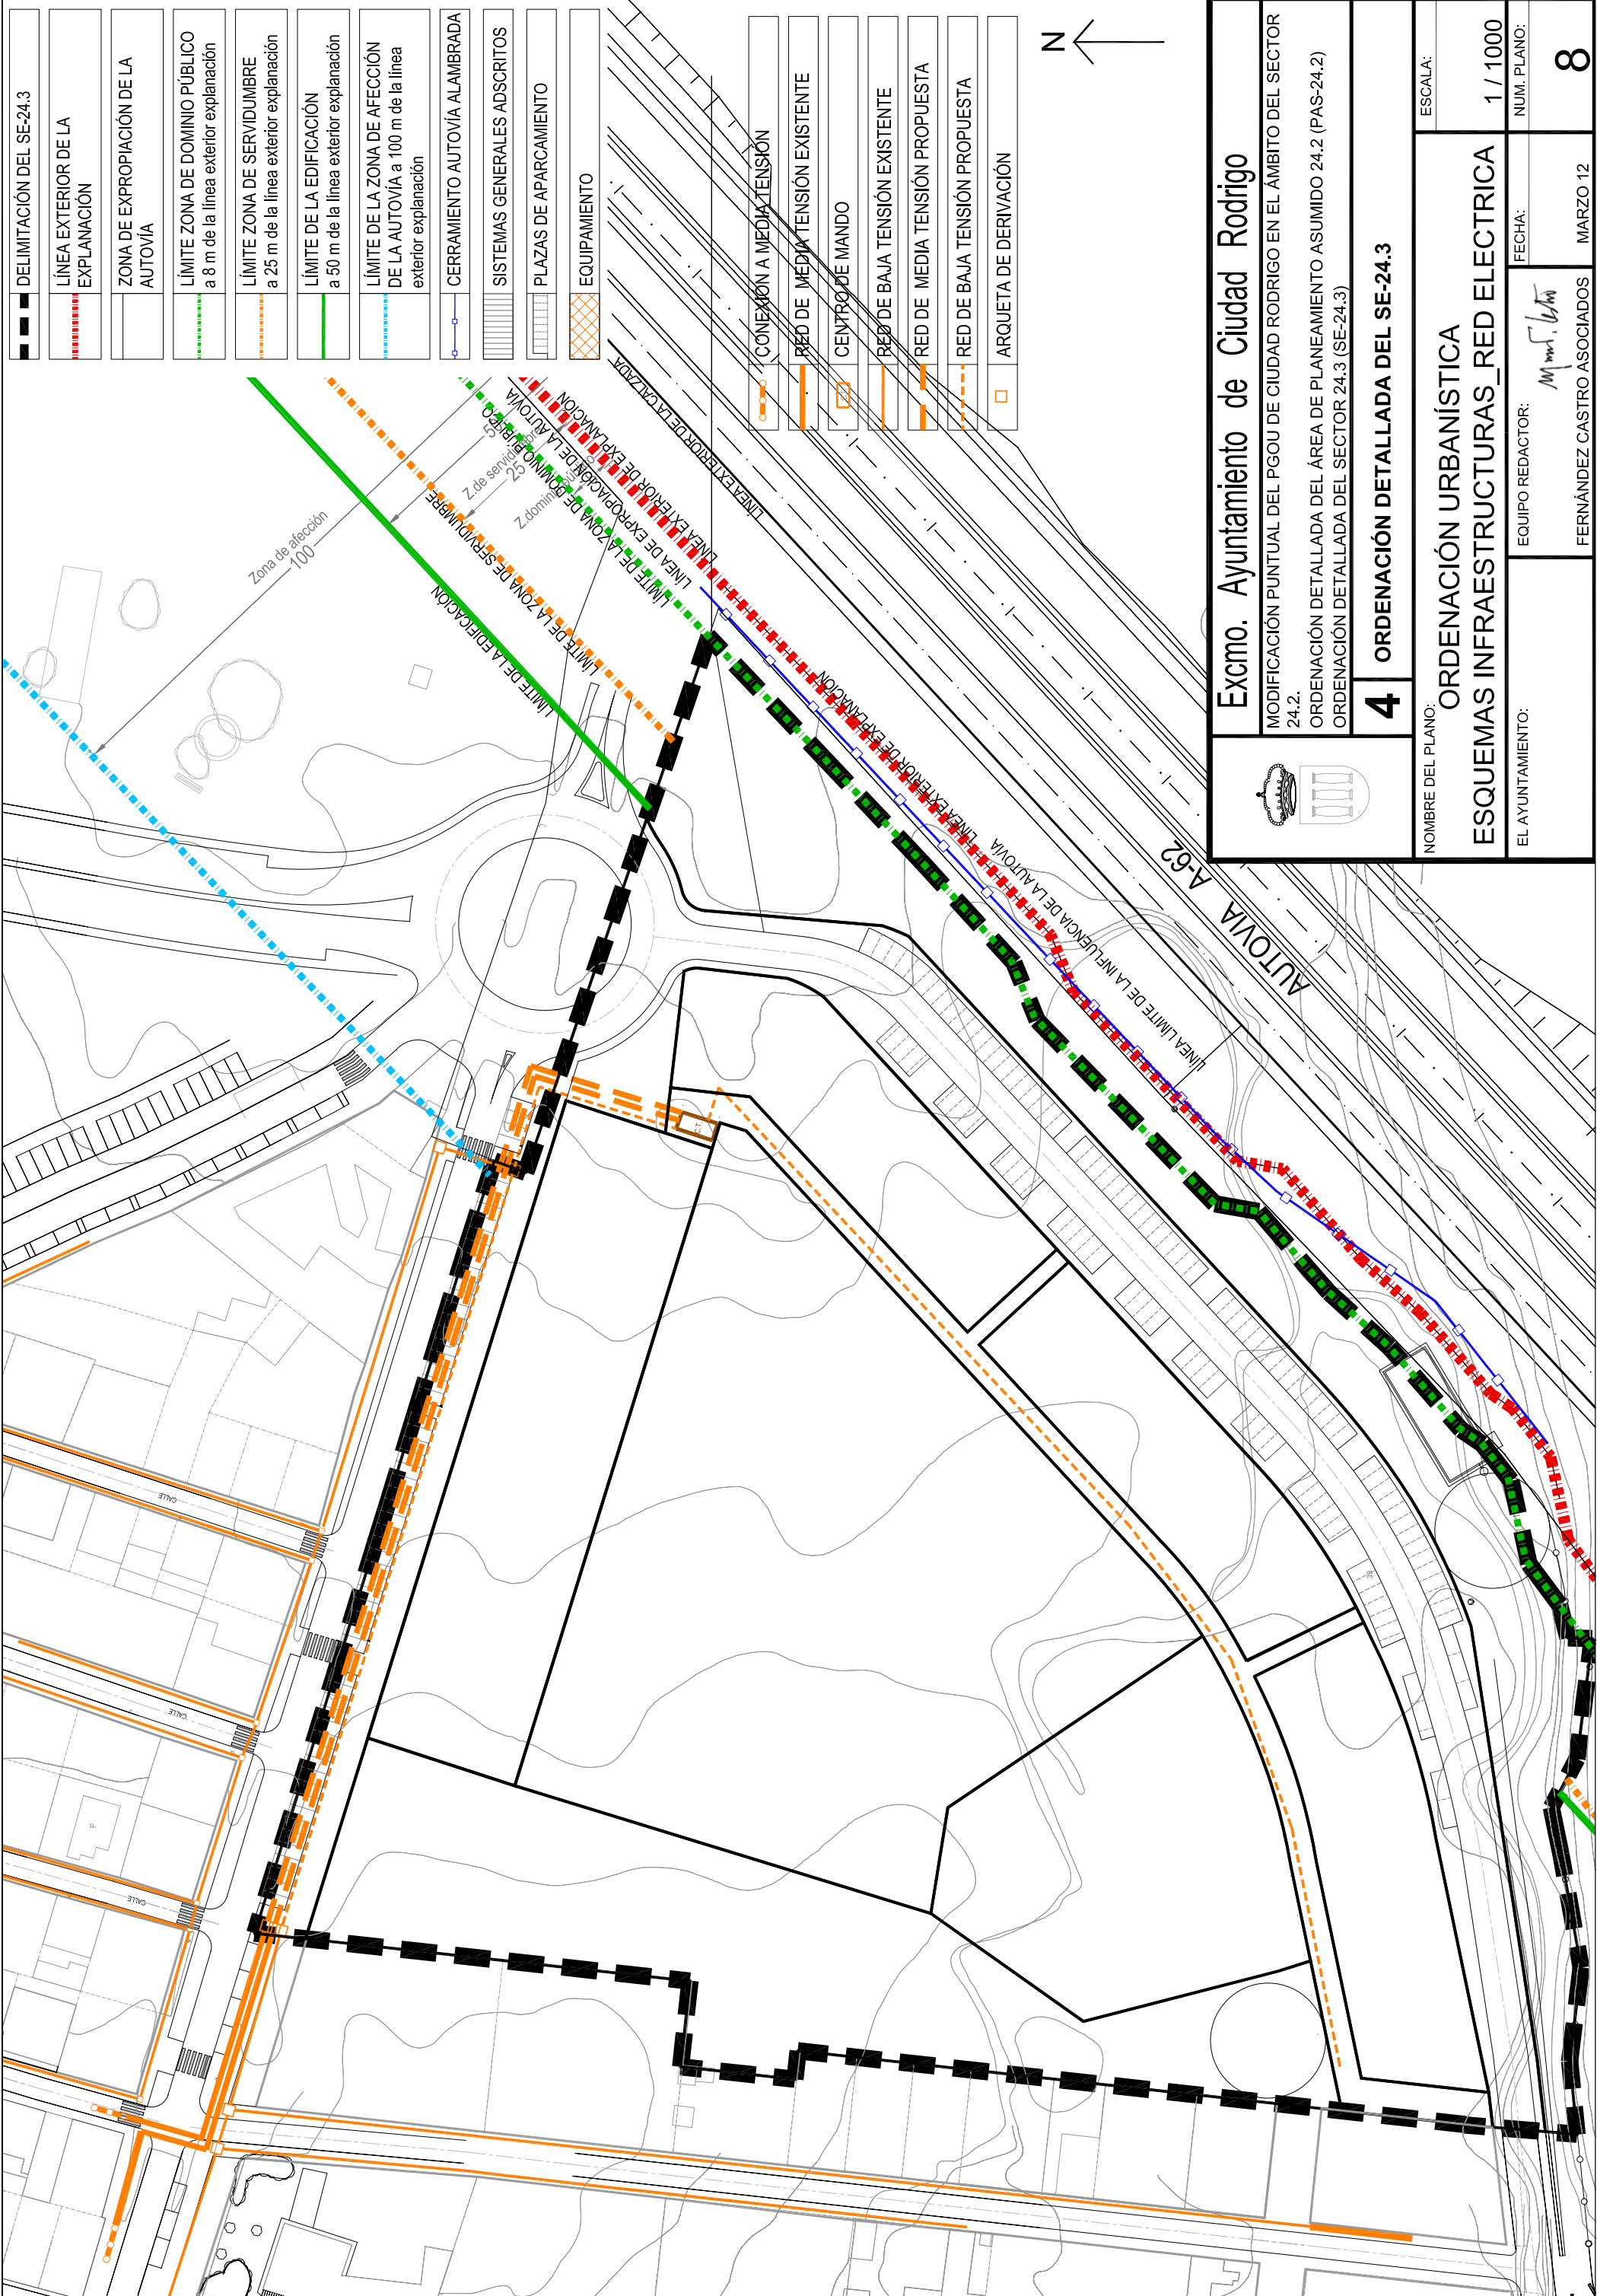 DELIMITACIÓN DEL SE-24.3
LÍNEA EXTERIOR DE LA
EXPLANACIÓN
ZONA DE EXPROPIACIÓN DE LA
AUTOVÍA
LÍMITE ZONA DE DOMINIO PÚBLICO
a 8 m de la línea exterior explanación
LÍMITE ZONA DE SERVIDUMBRE
a 25 m de la línea exterior explanación
LÍMITE DE LA EDIFICACIÓN
a 50 m de la línea exterior explanación
LÍMITE DE LA ZONA DE AFECCIÓN
DE LA AUTOVÍA a 100 m de la línea
exterior explanación
CERRAMIENTO AUTOVÍA ALAMBRADA
SISTEMAS GENERALES ADSCRITOS
PLAZAS DE APARCAMIENTO
EQUIPAMIENTO
CONEXIÓN A MEDIA TENSIÓN
RED DE MEDIA TENSIÓN EXISTENTE
CENTRO DE MANDO
RED DE BAJA TENSIÓN EXISTENTE
RED DE MEDIA TENSIÓN PROPUESTA
RED DE BAJA TENSIÓN PROPUESTA
ARQUETA DE DERIVACIÓN
N
Zona de afección
100
Z.de servidumbre
25
LÍMITE DE LA EDIFICACIÓN
LÍMITE DE LA ZONA DE SERVIDUMBRE
LÍMITE DE LA ZONA DE DOMINIO PÚBLICO
LÍNEA DE EXPROPIACIÓN DE LA AUTOVÍA
LÍNEA EXTERIOR DE EXPLANACIÓN
LÍNEA EXTERIOR DE LA CALZADA
LÍNEA EXTERIOR DE EXPLANACIÓN
LÍNEA LÍMITE DE LA INFLUENCIA DE LA AUTOVÍA
AUTOVIA A-62
CALLE
CALLE
CALLE
P
C.T.
38
Excmo. Ayuntamiento de Ciudad Rodrigo
MODIFICACIÓN PUNTUAL DEL PGOU DE CIUDAD RODRIGO EN EL ÁMBITO DEL SECTOR
24.2.
ORDENACIÓN DETALLADA DEL ÁREA DE PLANEAMIENTO ASUMIDO 24.2 (PAS-24.2)
ORDENACIÓN DETALLADA DEL SECTOR 24.3 (SE-24.3)
4 ORDENACIÓN DETALLADA DEL SE-24.3
NOMBRE DEL PLANO:
ORDENACIÓN URBANÍSTICA
ESQUEMAS INFRAESTRUCTURAS_RED ELECTRICA
ESCALA:
1 / 1000
EL AYUNTAMIENTO:
EQUIPO REDACTOR:
FERNÁNDEZ CASTRO ASOCIADOS
FECHA:
MARZO 12
NUM. PLANO:
8